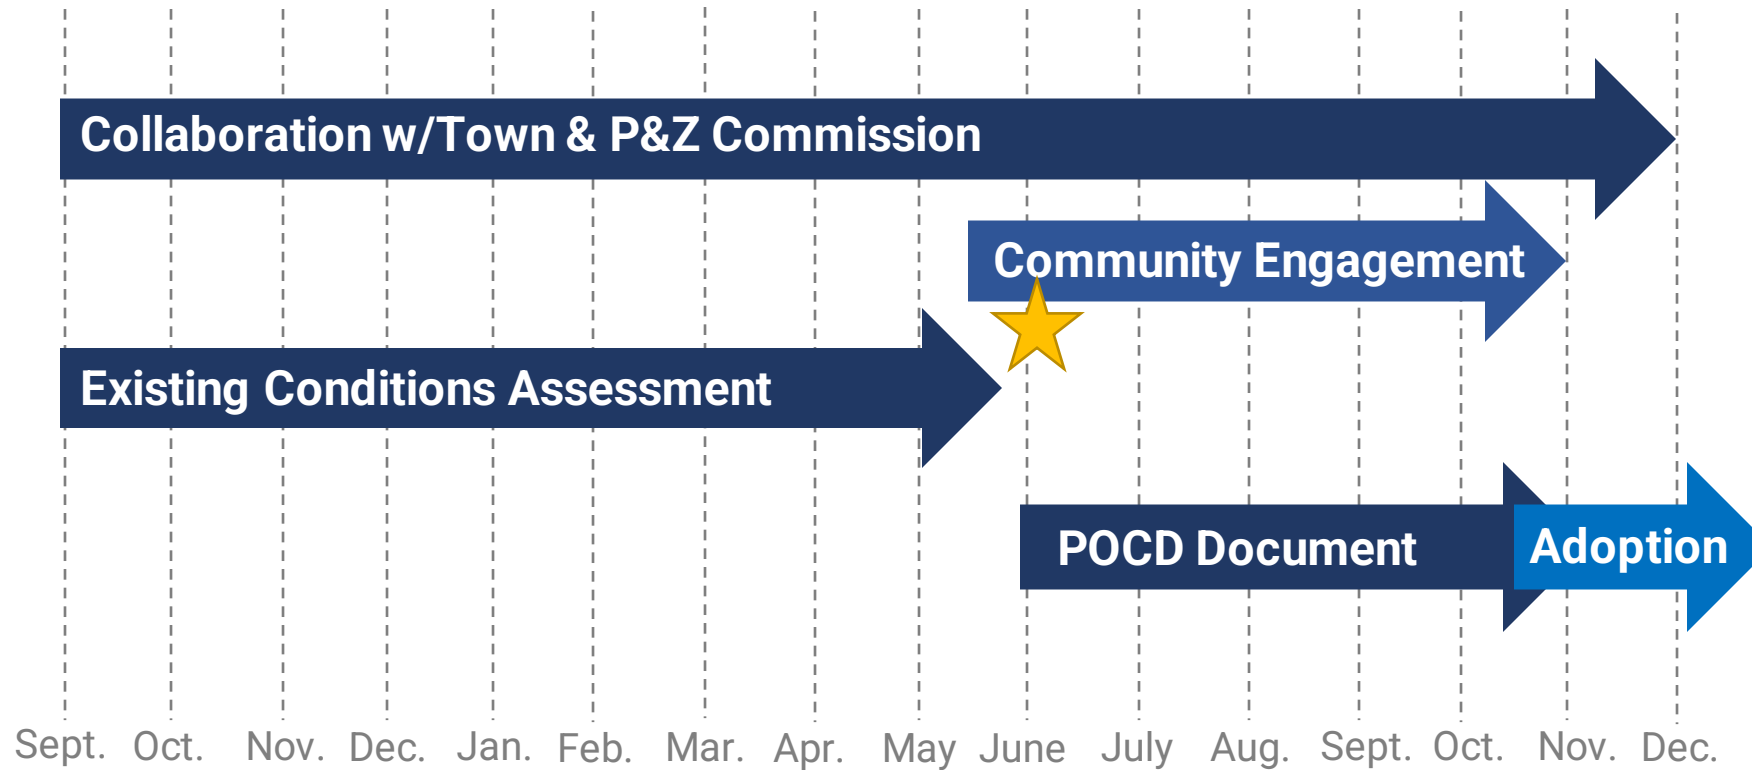 Collaboration w/Town & P&Z Commission
Community Engagement
Existing Conditions Assessment
POCD Document
Adoption
Sept. Oct. Nov. Dec. Jan. Feb. Mar. Apr. May June July Aug. Sept. Oct. Nov. Dec.